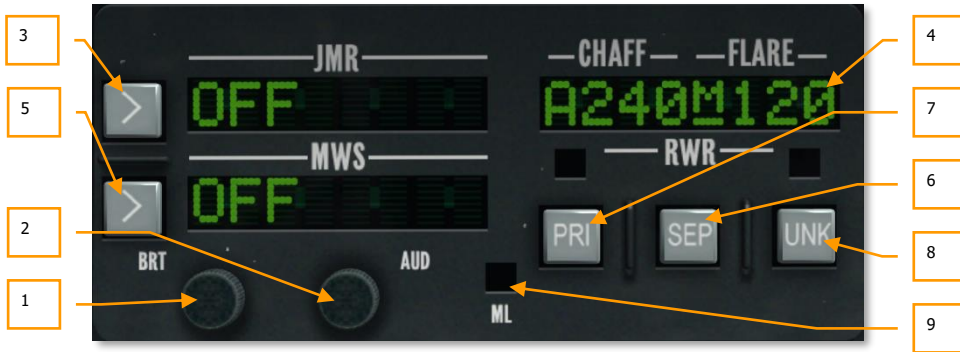 3
4
JMR
CHAFF
FLARE
>
OFF
A240M120
5
7
MWS
RWR
>
OFF
6
2
PRI
SEP
UNK
8
BRT
AUD
1
ML
9